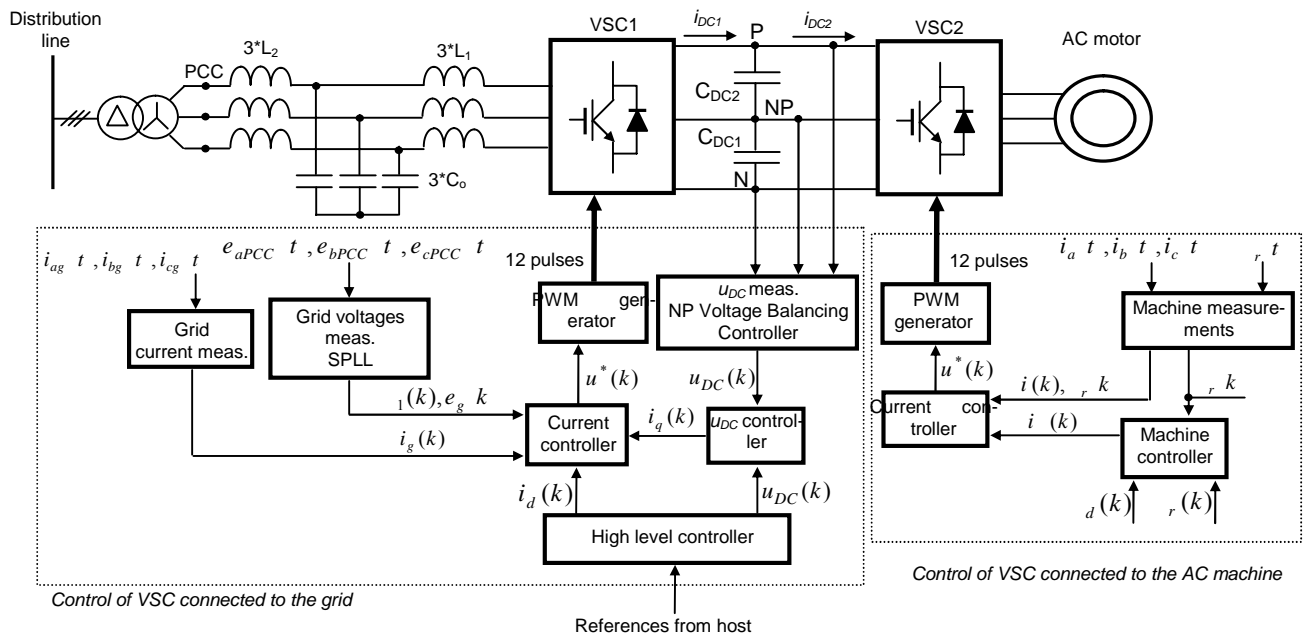 Distribution
line
PCC
3*L2
3*L1
3*Co
VSC1
iDC1
P
iDC2
CDC2
NP
CDC1
N
VSC2
AC motor
iag t ,ibg t ,icg t
eaPCC t ,ebPCC t ,ecPCC t
12 pulses
Grid
current meas.
Grid voltages
meas.
SPLL
PWM gen-
erator
uDC meas.
NP Voltage Balancing
Controller
u*(k)
uDC(k)
1(k),eg k
ig(k)
Current
controller
iq(k)
uDC control-
ler
id(k)
uDC(k)
High level controller
Control of VSC connected to the grid
References from host
ia t ,ib t ,ic t
r t
12 pulses
PWM
generator
Machine measure-
ments
u*(k)
i(k), r k
r k
Current con-
troller
i (k)
Machine
controller
d(k)
r(k)
Control of VSC connected to the AC machine